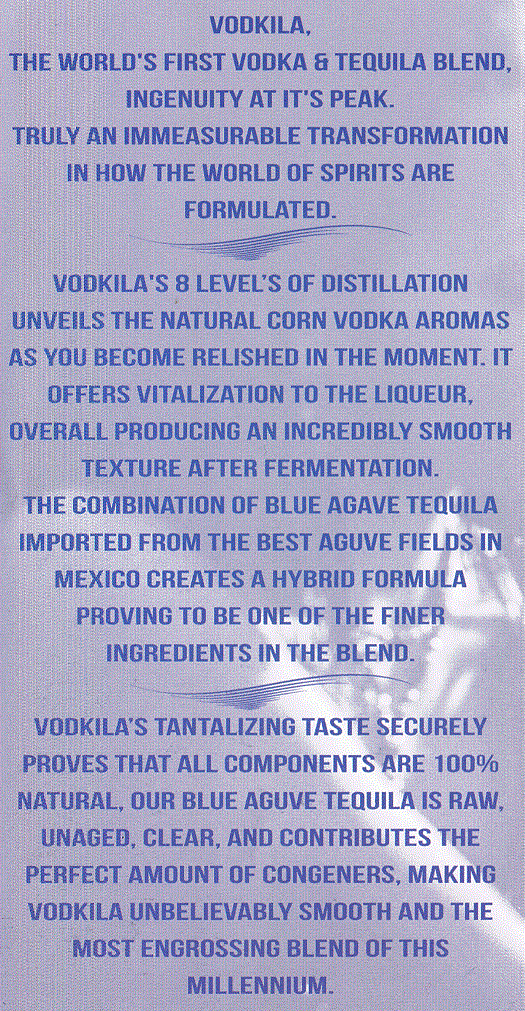 VODKILA,
THE WORLD'S FIRST VODKA & TEQUILA BLEND,
INGENUITY AT IT'S PEAK.
TRULY AN IMMEASURABLE TRANSFORMATION
IN HOW THE WORLD OF SPIRITS ARE
FORMULATED.
VODKILA'S 8 LEVEL'S OF DISTILLATION
UNVEILS THE NATURAL CORN VODKA AROMAS
AS YOU BECOME RELISHED IN THE MOMENT. IT
OFFERS VITALIZATION TO THE LIQUEUR,
OVERALL PRODUCING AN INCREDIBLY SMOOTH
TEXTURE AFTER FERMENTATION.
THE COMBINATION OF BLUE AGAVE TEQUILA
IMPORTED FROM THE BEST AGUVE FIELDS IN
MEXICO CREATES A HYBRID FORMULA
PROVING TO BE ONE OF THE FINER
INGREDIENTS IN THE BLEND.
VODKILA'S TANTALIZING TASTE SECURELY
PROVES THAT ALL COMPONENTS ARE 100%
NATURAL, OUR BLUE AGUVE TEQUILA IS RAW,
UNAGED, CLEAR, AND CONTRIBUTES THE
PERFECT AMOUNT OF CONGENERS, MAKING
VODKILA UNBELIEVABLY SMOOTH AND THE
MOST ENGROSSING BLEND OF THIS
MILLENNIUM.